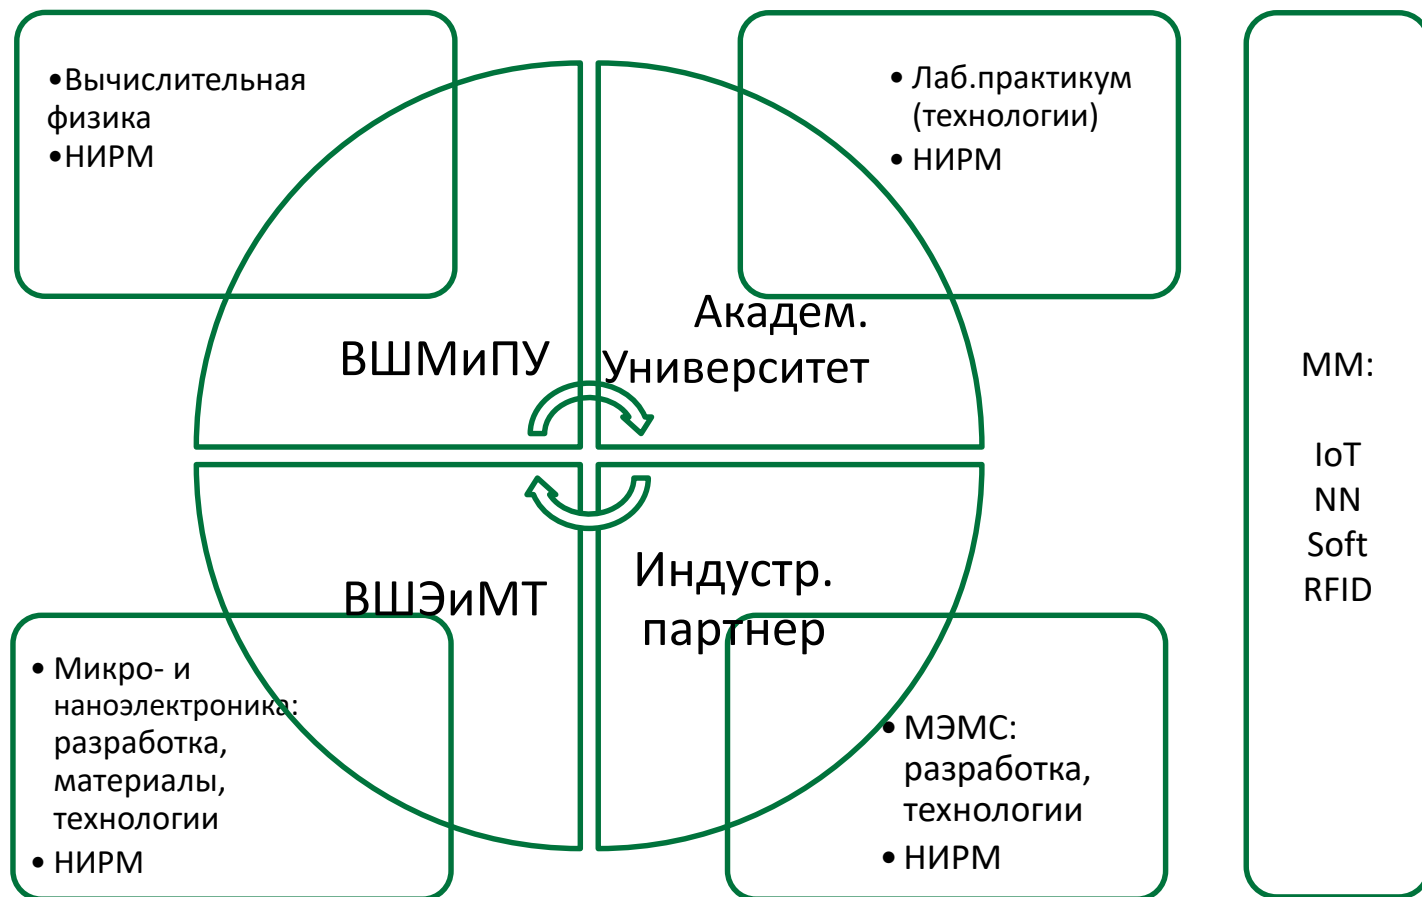 •Вычислительная
физика
•НИРМ
• Лаб.практикум
(технологии)
• НИРМ
ВШМиПУ
Академ.
Университет
ВШЭиМТ
Индустр.
партнер
• Микро- и
наноэлектроника:
разработка,
материалы,
технологии
• НИРМ
• МЭМС:
разработка,
технологии
• НИРМ
ММ:
IoT
NN
Soft
RFID